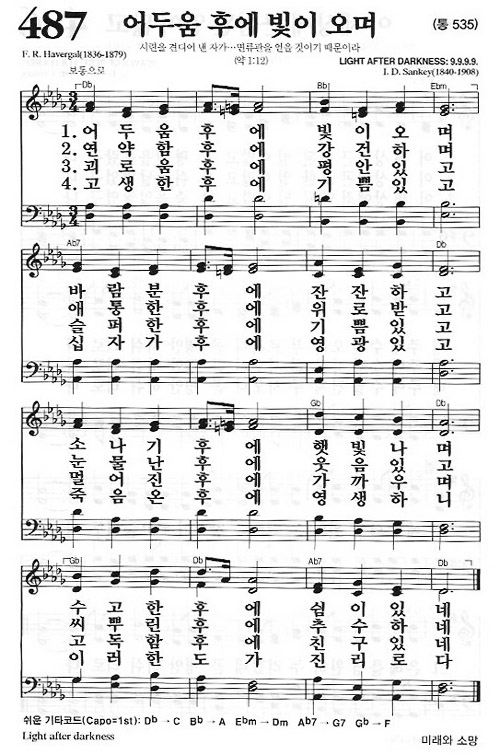 487 어두움 후에 빛이 오며 (통 535)
시련을 견디어 낸 자가…면류관을 얻을 것이기 때문이라
F. R. Havergal(1836-1879) (약 1:12) LIGHT AFTER DARKNESS: 9.9.9.9.
보통으로 I. D. Sankey(1840-1908)
Db Bb Ebm
1. 어 두 움 후 에 빛 이 오 며
2. 연 약 함 후 에 강 건 하 며
3. 괴 로 움 후 에 평 안 있 고
4. 고 생 한 후 에 기 쁨 있 고
Ab7 Db
바 람 분 후 에 잔 잔 하 고
애 통 한 후 에 위 로 받 고
슬 퍼 한 후 에 기 쁨 있 고
십 자 가 후 에 영 광 있 고
Gb Db
소 나 기 후 에 햇 빛 나 며
눈 물 난 후 에 웃 음 있 고
멀 어 진 후 에 가 까 우 며
죽 음 온 후 에 영 생 하 니
Gb Db Ab7 Db
수 고 한 후 에 쉼 이 있 네
씨 뿌 린 후 에 추 수 하 네
고 독 함 후 에 친 구 있 네
이 러 한 도 가 진 리 로 다
쉬운 기타코드(Capo=1st): Db → C Bb → A Ebm → Dm Ab7 → G7 Gb → F
Light after darkness 미래와 소망